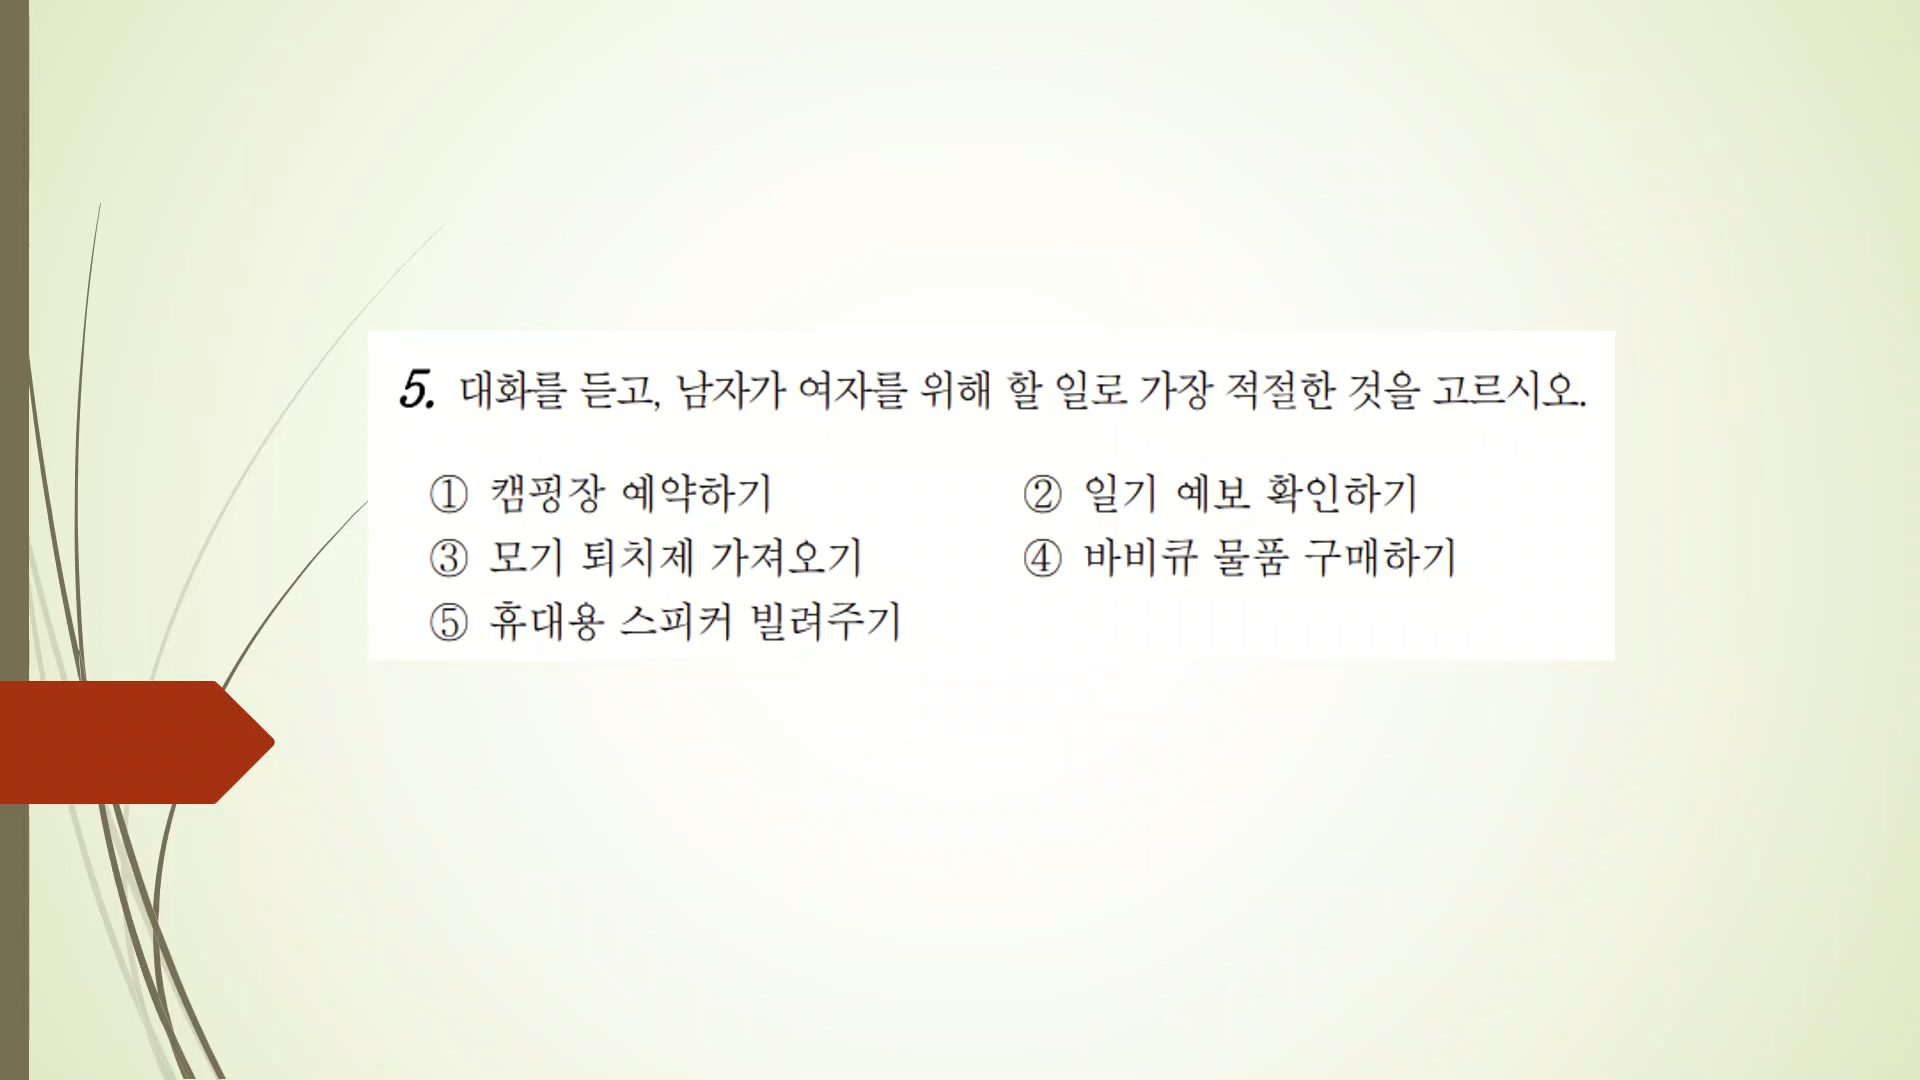 5. 대화를 듣고, 남자가 여자를 위해 할 일로 가장 적절한 것을 고르시오.
① 캠핑장 예약하기 ② 일기 예보 확인하기
③ 모기 퇴치제 가져오기 ④ 바비큐 물품 구매하기
⑤ 휴대용 스피커 빌려주기